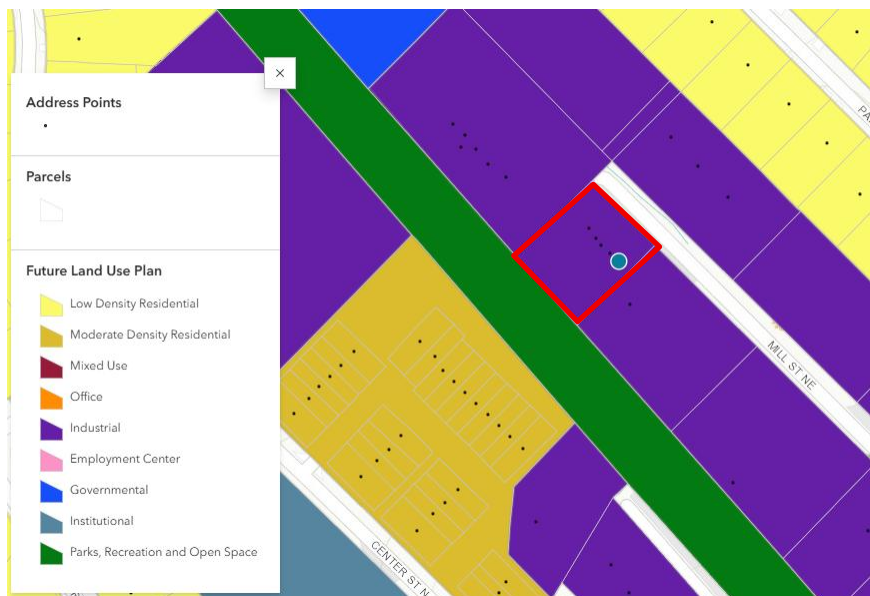 ×
Address Points
Parcels
Future Land Use Plan
Low Density Residential
Moderate Density Residential
Mixed Use
Office
Industrial
Employment Center
Governmental
Institutional
Parks, Recreation and Open Space
PA
MILL ST NE
CENTER ST N